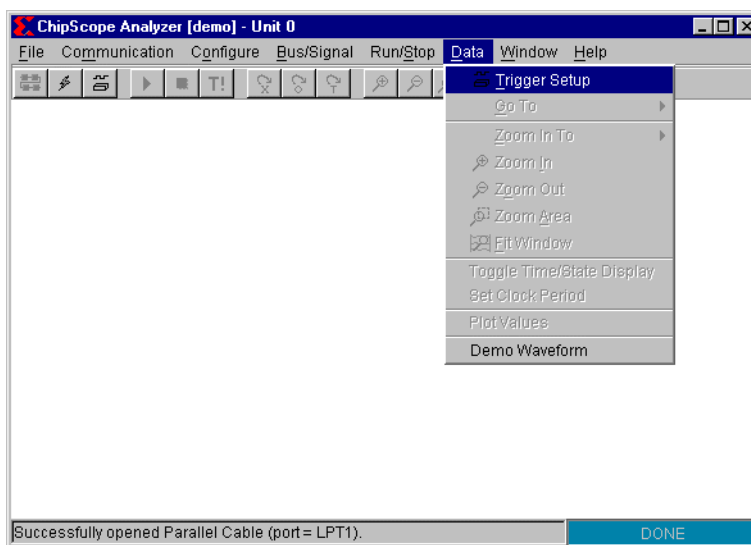 ChipScope Analyzer [demo] - Unit 0
File Communication Configure Bus/Signal Run/Stop Data Window Help
T!
Trigger Setup
Go To
Zoom In To
Zoom In
Zoom Out
Zoom Area
Fit Window
Toggle Time/State Display
Set Clock Period
Plot Values
Demo Waveform
Successfully opened Parallel Cable (port = LPT1).
DONE